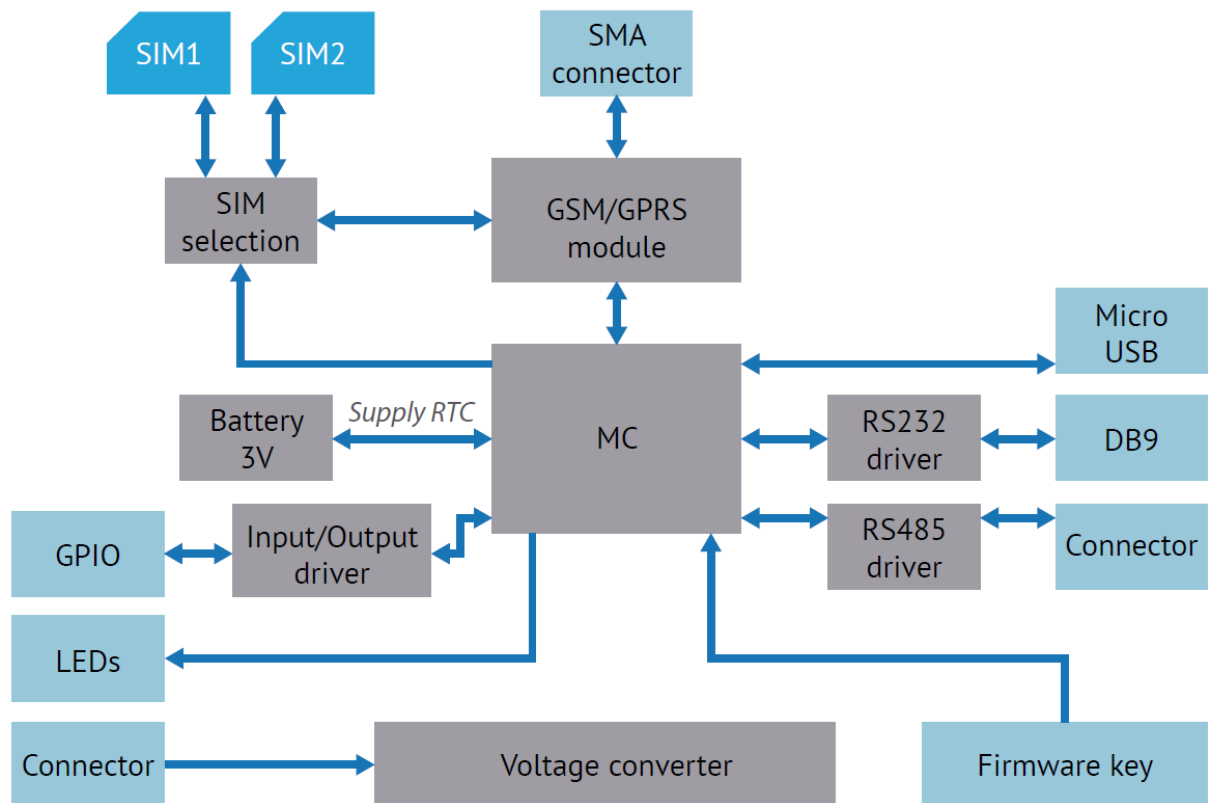 SIM1
SIM2
SMA
connector
SIM
selection
GSM/GPRS
module
Micro
USB
Battery
3V
Supply RTC
MC
RS232
driver
DB9
GPIO
Input/Output
driver
RS485
driver
Connector
LEDs
Connector
Voltage converter
Firmware key